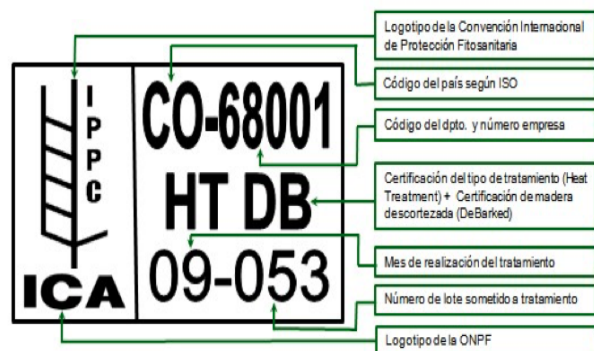 Logotipo de la Convención Internacional
de Protección Fitosanitaria
Código del país según ISO
Código del dpto. y número empresa
Certificación del tipo de tratamiento (Heat
Treatment) + Certificación de madera
descortezada (DeBarked)
Mes de realización del tratamiento
Número de lote sometido a tratamiento
Logotipo de la ONPF
IPPC
ICA
CO-68001
HT DB
09-053